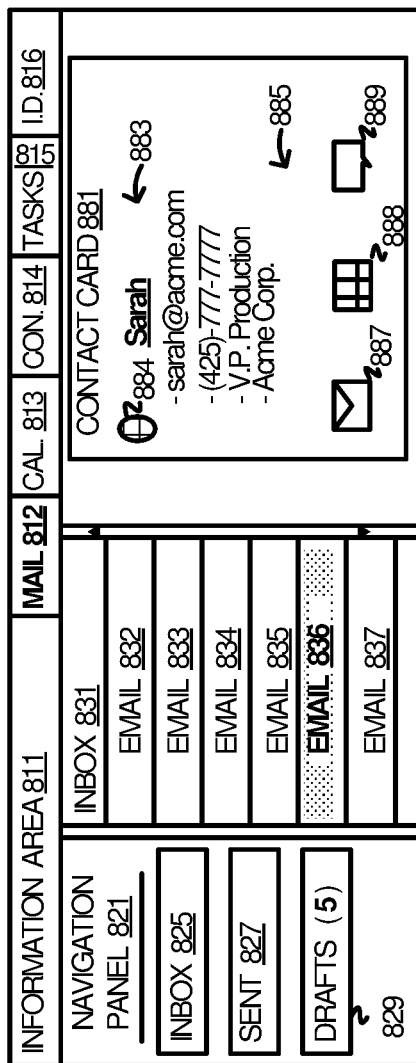 INFORMATION AREA 811
MAIL 812
CAL. 813
CON. 814
TASKS 815
I.D. 816
NAVIGATION
PANEL 821
INBOX 825
SENT 827
DRAFTS (5)
829
INBOX 831
EMAIL 832
EMAIL 833
EMAIL 834
EMAIL 835
EMAIL 836
EMAIL 837
CONTACT CARD 881
884 Sarah
883
- sarah@acme.com
- (425)-777-7777
- V.P. Production
- Acme Corp.
885
887
888
889